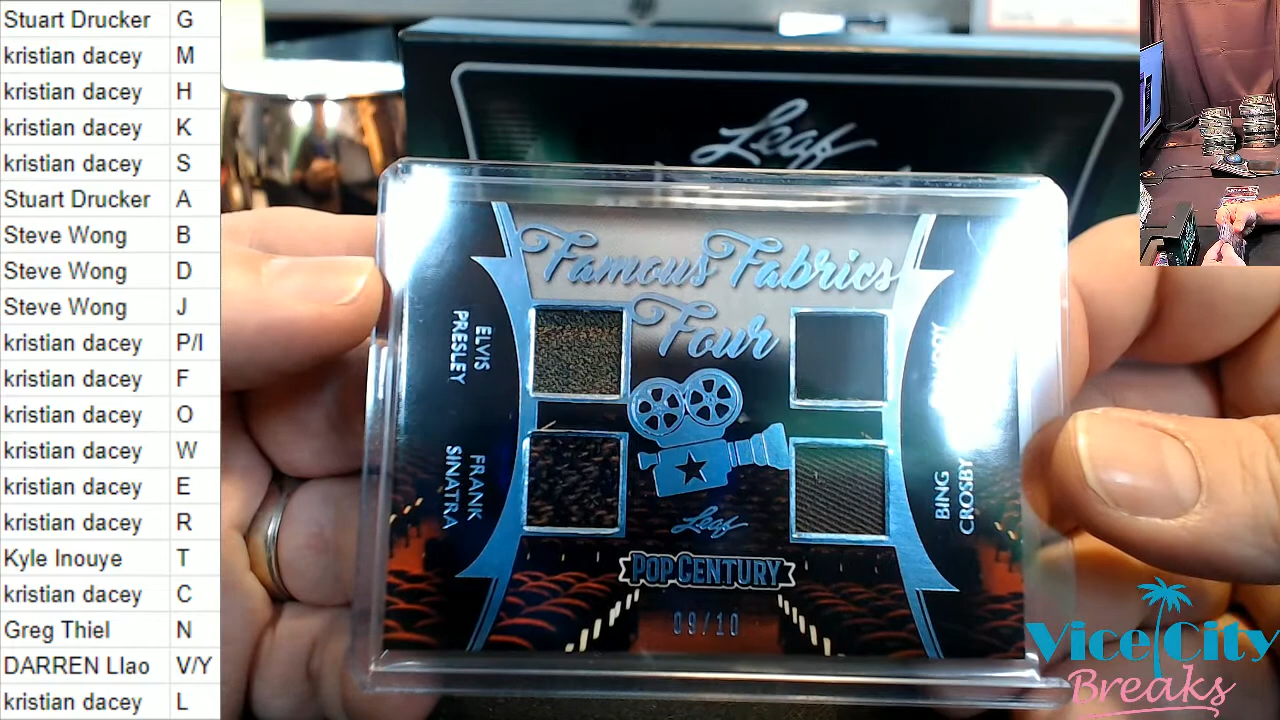 Stuart Drucker G
kristian dacey M
kristian dacey H
kristian dacey K
kristian dacey S
Stuart Drucker A
Steve Wong B
Steve Wong D
Steve Wong J
kristian dacey P/I
kristian dacey F
kristian dacey O
kristian dacey W
kristian dacey E
kristian dacey R
Kyle Inouye T
kristian dacey C
Greg Thiel N
DARREN Llao V/Y
kristian dacey L
Leaf
Famous Fabrics
Four
ELVIS
PRESLEY
FRANK
SINATRA
BING
CROSBY
Leaf
POP CENTURY
09/10
Vice City
Breaks